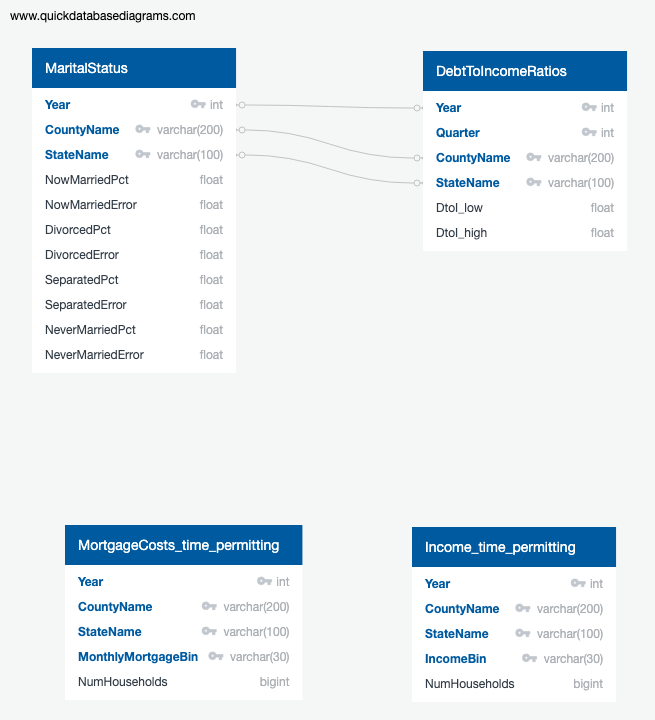 www.quickdatabasediagrams.com
MaritalStatus
Year int
CountyName varchar(200)
StateName varchar(100)
NowMarriedPct float
NowMarriedError float
DivorcedPct float
DivorcedError float
SeparatedPct float
SeparatedError float
NeverMarriedPct float
NeverMarriedError float
DebtToIncomeRatios
Year int
Quarter int
CountyName varchar(200)
StateName varchar(100)
DtoI_low float
DtoI_high float
MortgageCosts_time_permitting
Year int
CountyName varchar(200)
StateName varchar(100)
MonthlyMortgageBin varchar(30)
NumHouseholds bigint
Income_time_permitting
Year int
CountyName varchar(200)
StateName varchar(100)
IncomeBin varchar(30)
NumHouseholds bigint